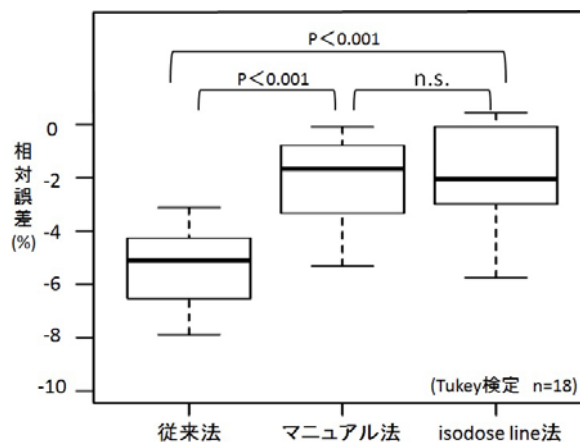 P＜0.001
P＜0.001
n.s.
相対誤差
(%)
0
-2
-4
-6
-8
-10
(Tukey検定 n=18)
従来法
マニュアル法
isodose line法